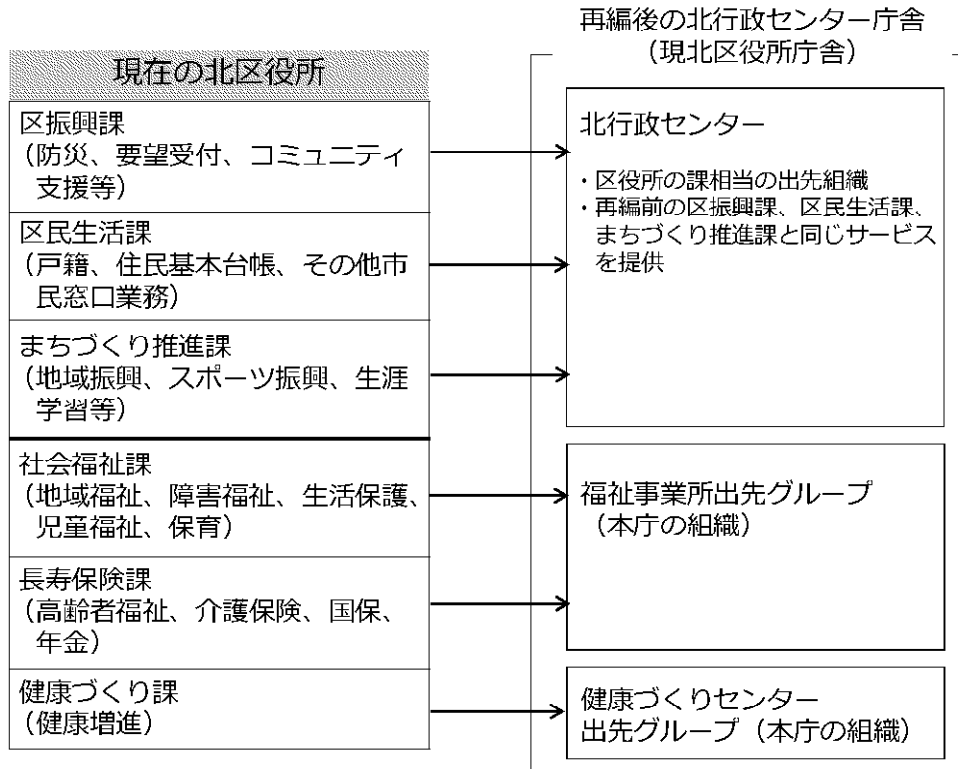 再編後の北行政センター庁舎
（現北区役所庁舎）
現在の北区役所
区振興課
（防災、要望受付、コミュニティ
支援等）
区民生活課
（戸籍、住民基本台帳、その他市
民窓口業務）
まちづくり推進課
（地域振興、スポーツ振興、生涯
学習等）
社会福祉課
（地域福祉、障害福祉、生活保護、
児童福祉、保育）
長寿保険課
（高齢者福祉、介護保険、国保、
年金）
健康づくり課
（健康増進）
北行政センター
・区役所の課相当の出先組織
・再編前の区振興課、区民生活課、
まちづくり推進課と同じサービス
を提供
福祉事業所出先グループ
（本庁の組織）
健康づくりセンター
出先グループ（本庁の組織）